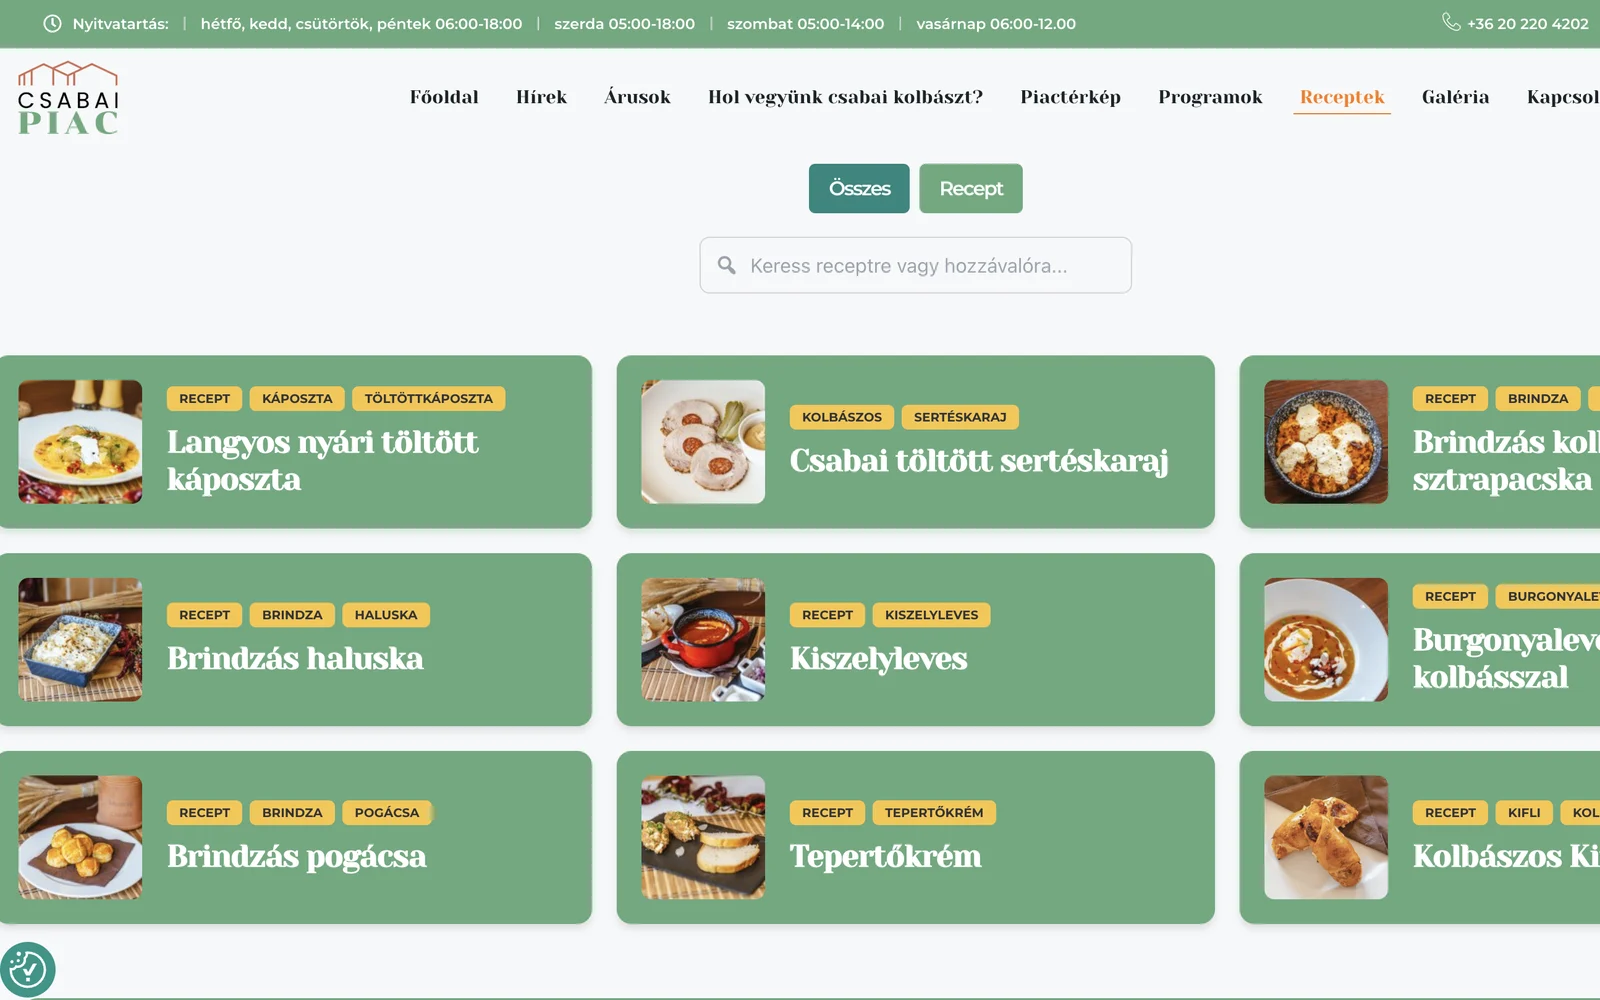 Nyitvatartás: | hétfő, kedd, csütörtök, péntek 06:00-18:00 | szerda 05:00-18:00 | szombat 05:00-14:00 | vasárnap 06:00-12.00
+36 20 220 4202
CSABAI
PIAC
Főoldal Hírek Árusok Hol vegyünk csabai kolbászt? Piactérkép Programok Receptek Galéria
Összes Recept
Keress receptre vagy hozzávalóra...
RECEPT KÁPOSZTA TÖLTÖTTKÁPOSZTA
Langyos nyári töltött
káposzta
KOLBÁSZOS SERTÉSKARAJ
Csabai töltött sertéskaraj
RECEPT BRINDZA
Brindzás
sztrapacska
RECEPT BRINDZA HALUSKA
Brindzás haluska
RECEPT KISZELYLEVES
Kiszelyleves
RECEPT
kolbásszal
RECEPT BRINDZA POGÁCSA
Brindzás pogácsa
RECEPT TEPERTŐKRÉM
Tepertőkrém
RECEPT KIFLI
Kolbászos